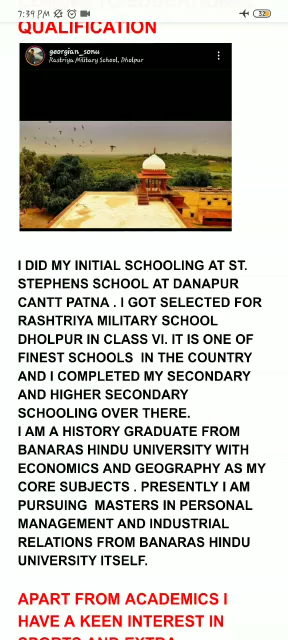 7:39 PM
32
QUALIFICATION
georgian_sonu
Rastriya Military School, Dholpur
I DID MY INITIAL SCHOOLING AT ST.
STEPHENS SCHOOL AT DANAPUR
CANTT PATNA . I GOT SELECTED FOR
RASHTRIYA MILITARY SCHOOL
DHOLPUR IN CLASS VI. IT IS ONE OF
FINEST SCHOOLS IN THE COUNTRY
AND I COMPLETED MY SECONDARY
AND HIGHER SECONDARY
SCHOOLING OVER THERE.
I AM A HISTORY GRADUATE FROM
BANARAS HINDU UNIVERSITY WITH
ECONOMICS AND GEOGRAPHY AS MY
CORE SUBJECTS . PRESENTLY I AM
PURSUING MASTERS IN PERSONAL
MANAGEMENT AND INDUSTRIAL
RELATIONS FROM BANARAS HINDU
UNIVERSITY ITSELF.
APART FROM ACADEMICS I
HAVE A KEEN INTEREST IN
SPORTS AND EXTRA